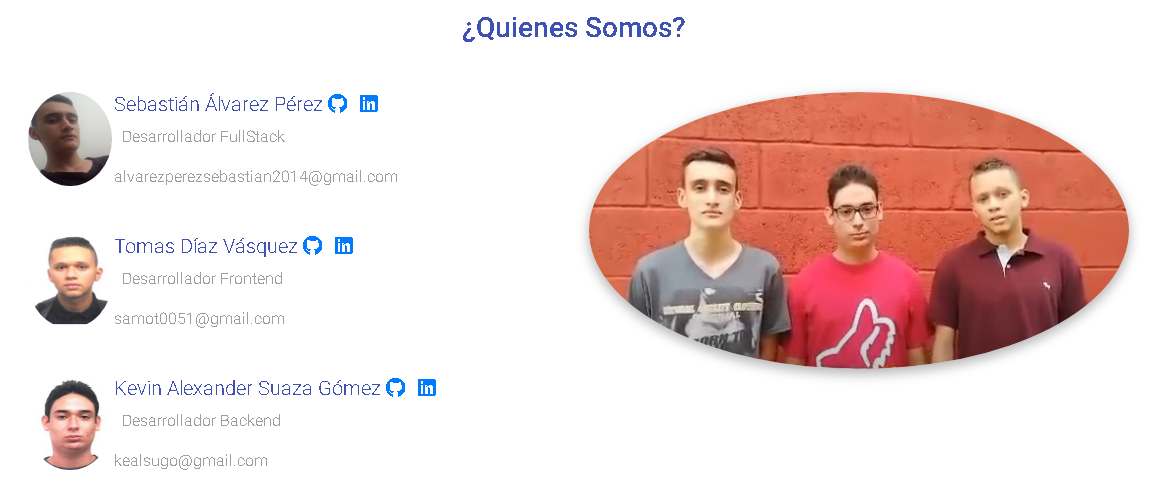 ¿Quienes Somos?
Sebastián Álvarez Pérez
Desarrollador FullStack
alvarezperezsebastian2014@gmail.com
Tomas Díaz Vásquez
Desarrollador Frontend
samot0051@gmail.com
Kevin Alexander Suaza Gómez
Desarrollador Backend
kealsugo@gmail.com